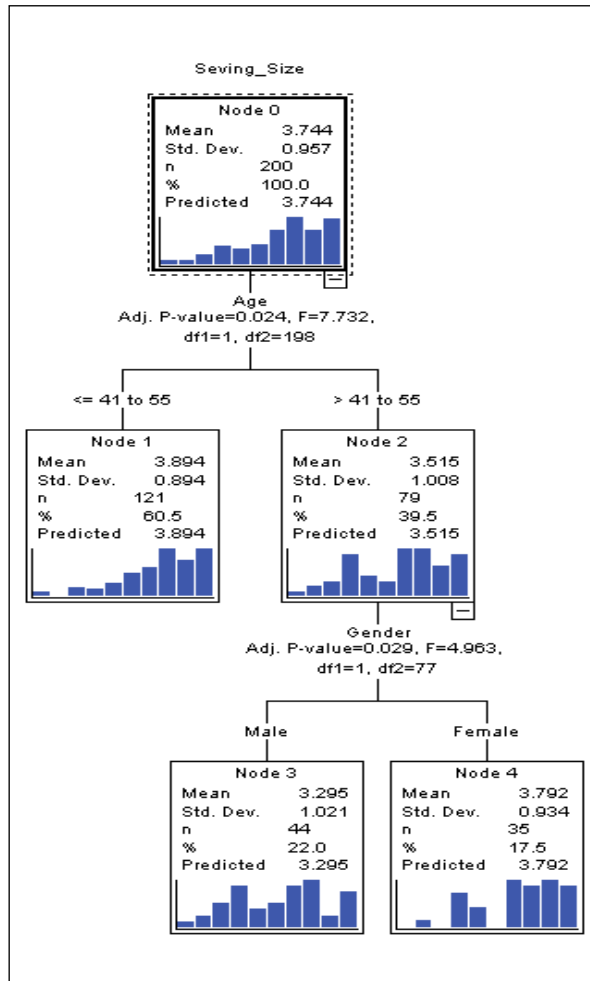 Seving_Size
Node 0
Mean 3.744
Std. Dev. 0.957
n 200
% 100.0
Predicted 3.744
Age
Adj. P-value=0.024, F=7.732,
df1=1, df2=198
<= 41 to 55
> 41 to 55
Node 1
Mean 3.894
Std. Dev. 0.894
n 121
% 60.5
Predicted 3.894
Node 2
Mean 3.515
Std. Dev. 1.008
n 79
% 39.5
Predicted 3.515
Gender
Adj. P-value=0.029, F=4.963,
df1=1, df2=77
Male
Female
Node 3
Mean 3.295
Std. Dev. 1.021
n 44
% 22.0
Predicted 3.295
Node 4
Mean 3.792
Std. Dev. 0.934
n 35
% 17.5
Predicted 3.792